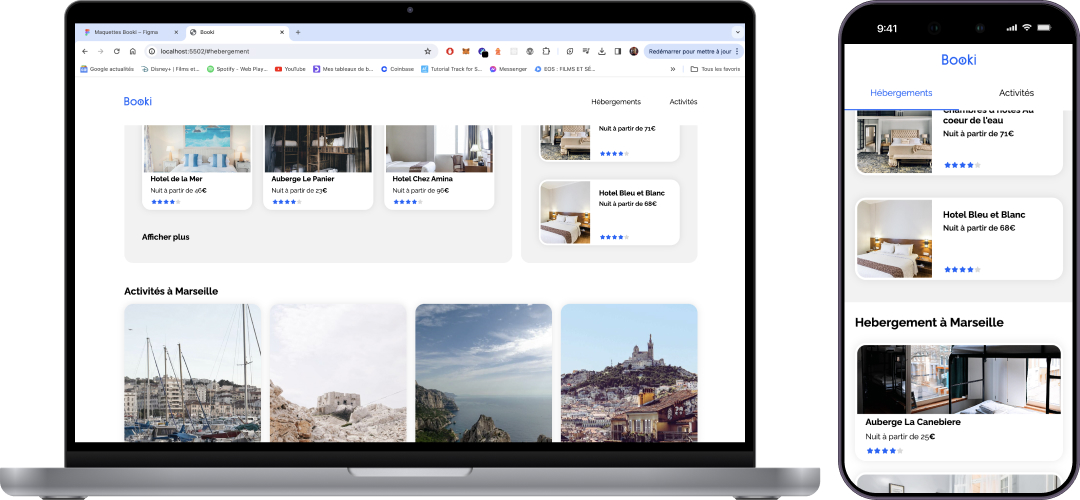 Maquettes Booki – Figma
Booki
localhost:5502/#hebergement
Redémarrer pour mettre à jour
Google actualités
Disney+ | Films et...
Spotify - Web Play...
YouTube
Mes tableaux de b...
Coinbase
Tutorial Track for S...
Messenger
EOS : FILMS ET SÉ...
Tous les favoris
Booki
Hébergements
Activités
Hotel de la Mer
Nuit à partir de 46€
Auberge Le Panier
Nuit à partir de 23€
Hotel Chez Amina
Nuit à partir de 96€
Afficher plus
Nuit à partir de 71€
Hotel Bleu et Blanc
Nuit à partir de 68€
Activités à Marseille
9:41
Booki
Hébergements
Activités
Chambres d'hôtes Au
coeur de l'eau
Nuit à partir de 71€
Hotel Bleu et Blanc
Nuit à partir de 68€
Hebergement à Marseille
Auberge La Canebiere
Nuit à partir de 25€